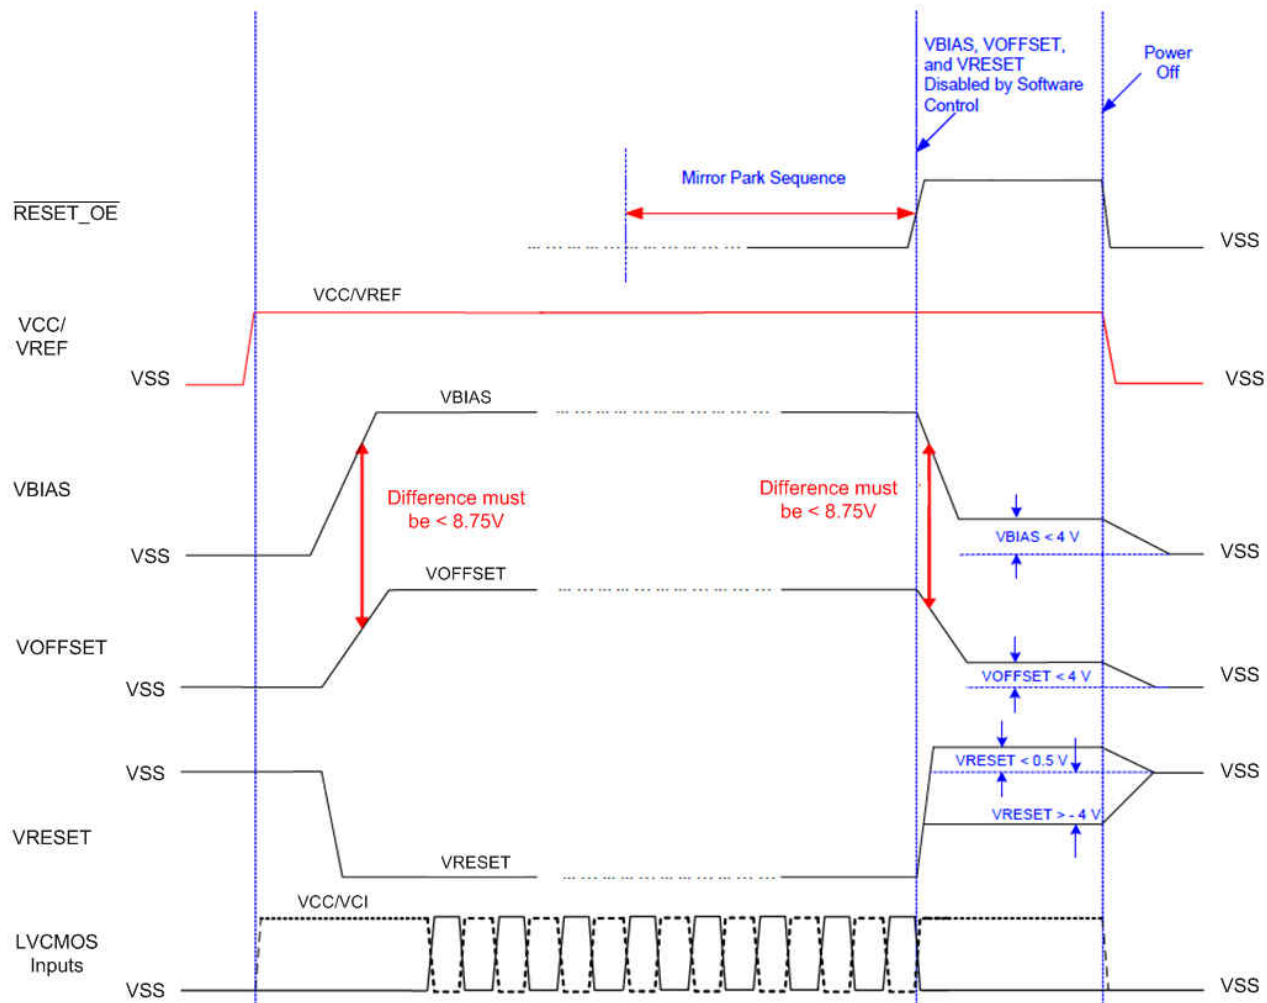 VBIAS, VOFFSET,
and VRESET
Disabled by Software
Control
Power
Off
Mirror Park Sequence
RESET_OE
VSS
VCC/VREF
VCC/
VREF
VSS
VSS
VBIAS
VBIAS
Difference must
be < 8.75V
Difference must
be < 8.75V
VBIAS < 4 V
VSS
VSS
VOFFSET
VOFFSET
VOFFSET < 4 V
VSS
VSS
VSS
VRESET < 0.5 V
VSS
VRESET > - 4 V
VRESET
VRESET
VCC/VCI
LVCMOS
Inputs
VSS
VSS